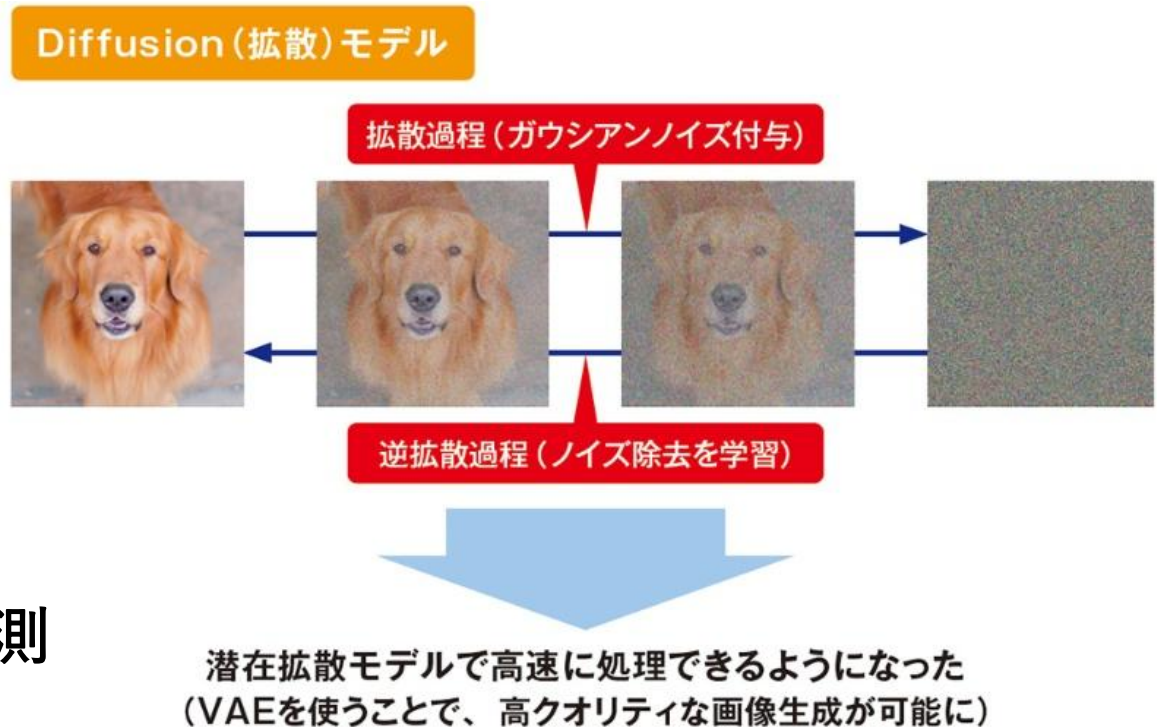 Diffusion(拡散)モデル
拡散過程(ガウシアンノイズ付与)
逆拡散過程(ノイズ除去を学習)
測
潜在拡散モデルで高速に処理できるようになった
(VAEを使うことで、高クオリティな画像生成が可能に)